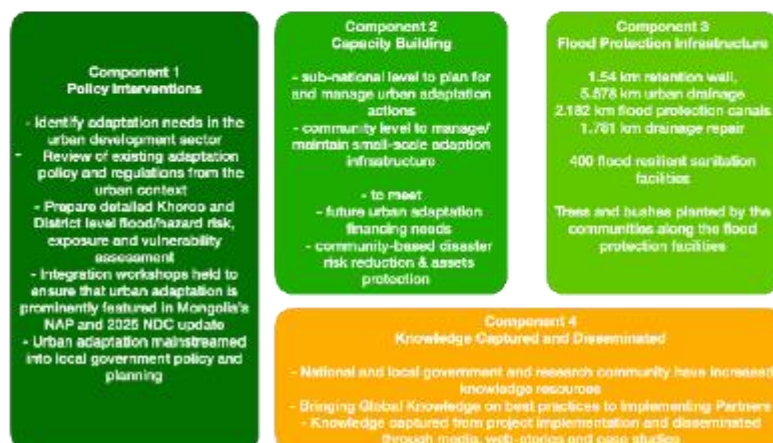 Component 1
Policy Interventions
- Identify adaptation needs in the
urban development sector
- Review of existing adaptation
policy and regulations from the
urban context
- Prepare detailed Khoroo and
District level flood/hazard risk,
exposure and vulnerability
assessment
- Integration workshops held to
ensure that urban adaptation is
prominently featured in Mongolia's
NAP and 2025 NDC update
- Urban adaptation mainstreamed
into local government policy and
planning
Component 2
Capacity Building
- sub-national level to plan for
and manage urban adaptation
actions
- community level to manage/
maintain small-scale adaption
infrastructure
- to meet
- future urban adaptation
financing needs
- community-based disaster
risk reduction & assets
protection
Component 3
Flood Protection Infrastructure
1.54 km retention wall,
5.578 km urban drainage
2.182 km flood protection canals
1.781 km drainage repair
400 flood resilient sanitation
facilities
Trees and bushes planted by the
communities along the flood
protection facilities
Component 4
Knowledge Captured and Disseminated
- National and local government and research community have increased
knowledge resources
- Bringing Global Knowledge on best practices to Implementing Partners
- Knowledge captured from project implementation and disseminated
through media, web-stories and case studies